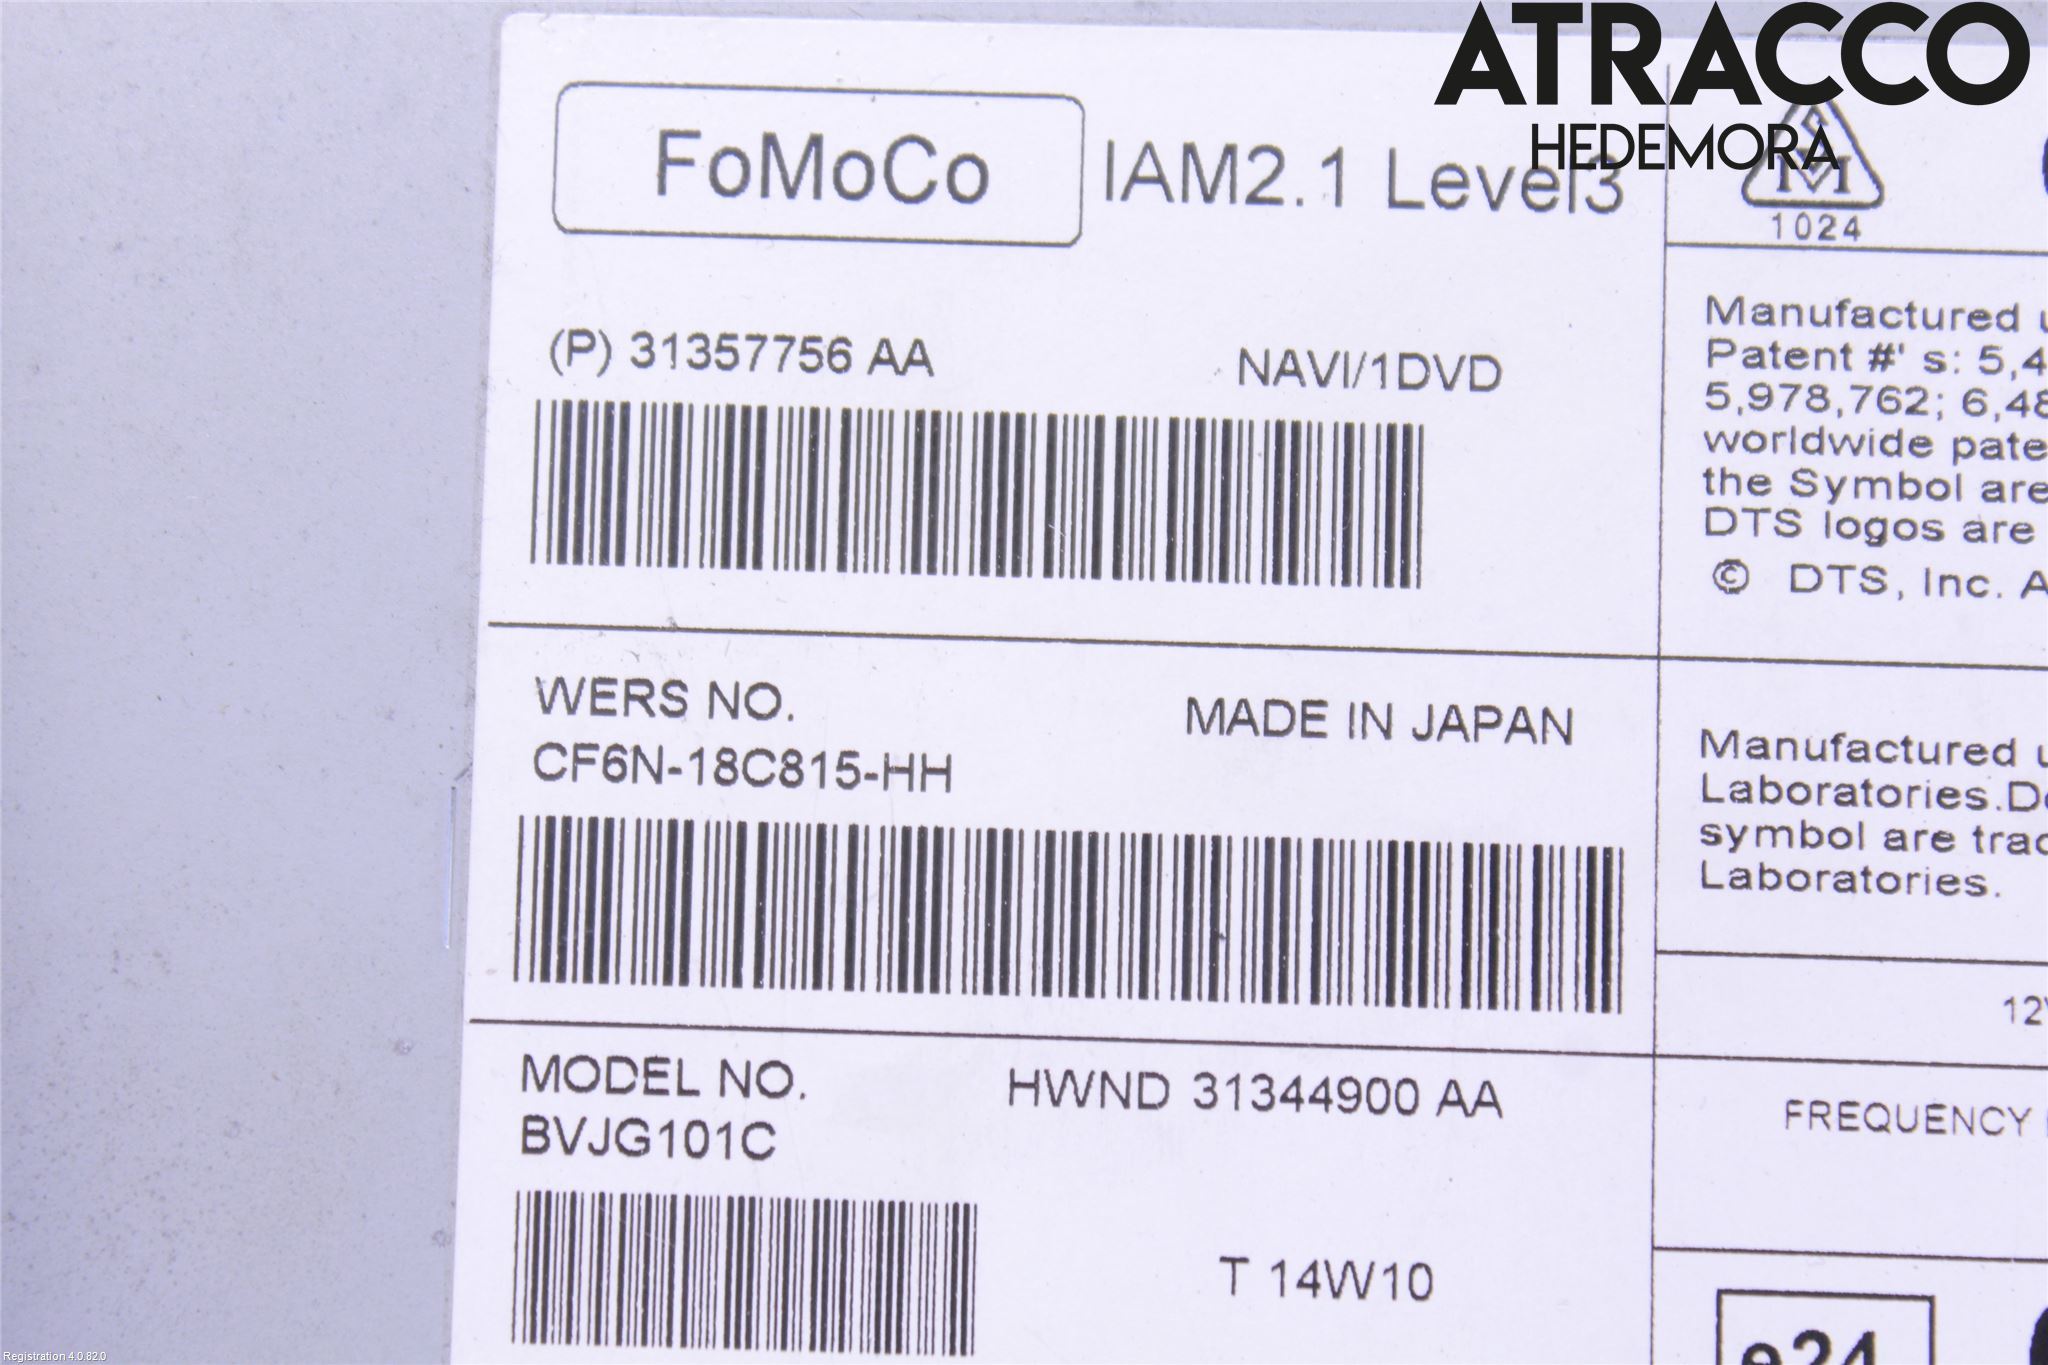 ATRACCO
HEDEMORA
FoMoCo
IAM2.1 Level3
1024
(P) 31357756 AA
NAVI/1DVD
WERS NO.
MADE IN JAPAN
CF6N-18C815-HH
MODEL NO.
HWND 31344900 AA
BVJG101C
T 14W10
Manufactured
Patent #' s: 5,4
5,978,762; 6,48
worldwide pate
the Symbol are
DTS logos are
© DTS, Inc. A
Manufactured
Laboratories.Do
symbol are trad
Laboratories.
12V
FREQUENCY
e24
Registration 4.0.82.0